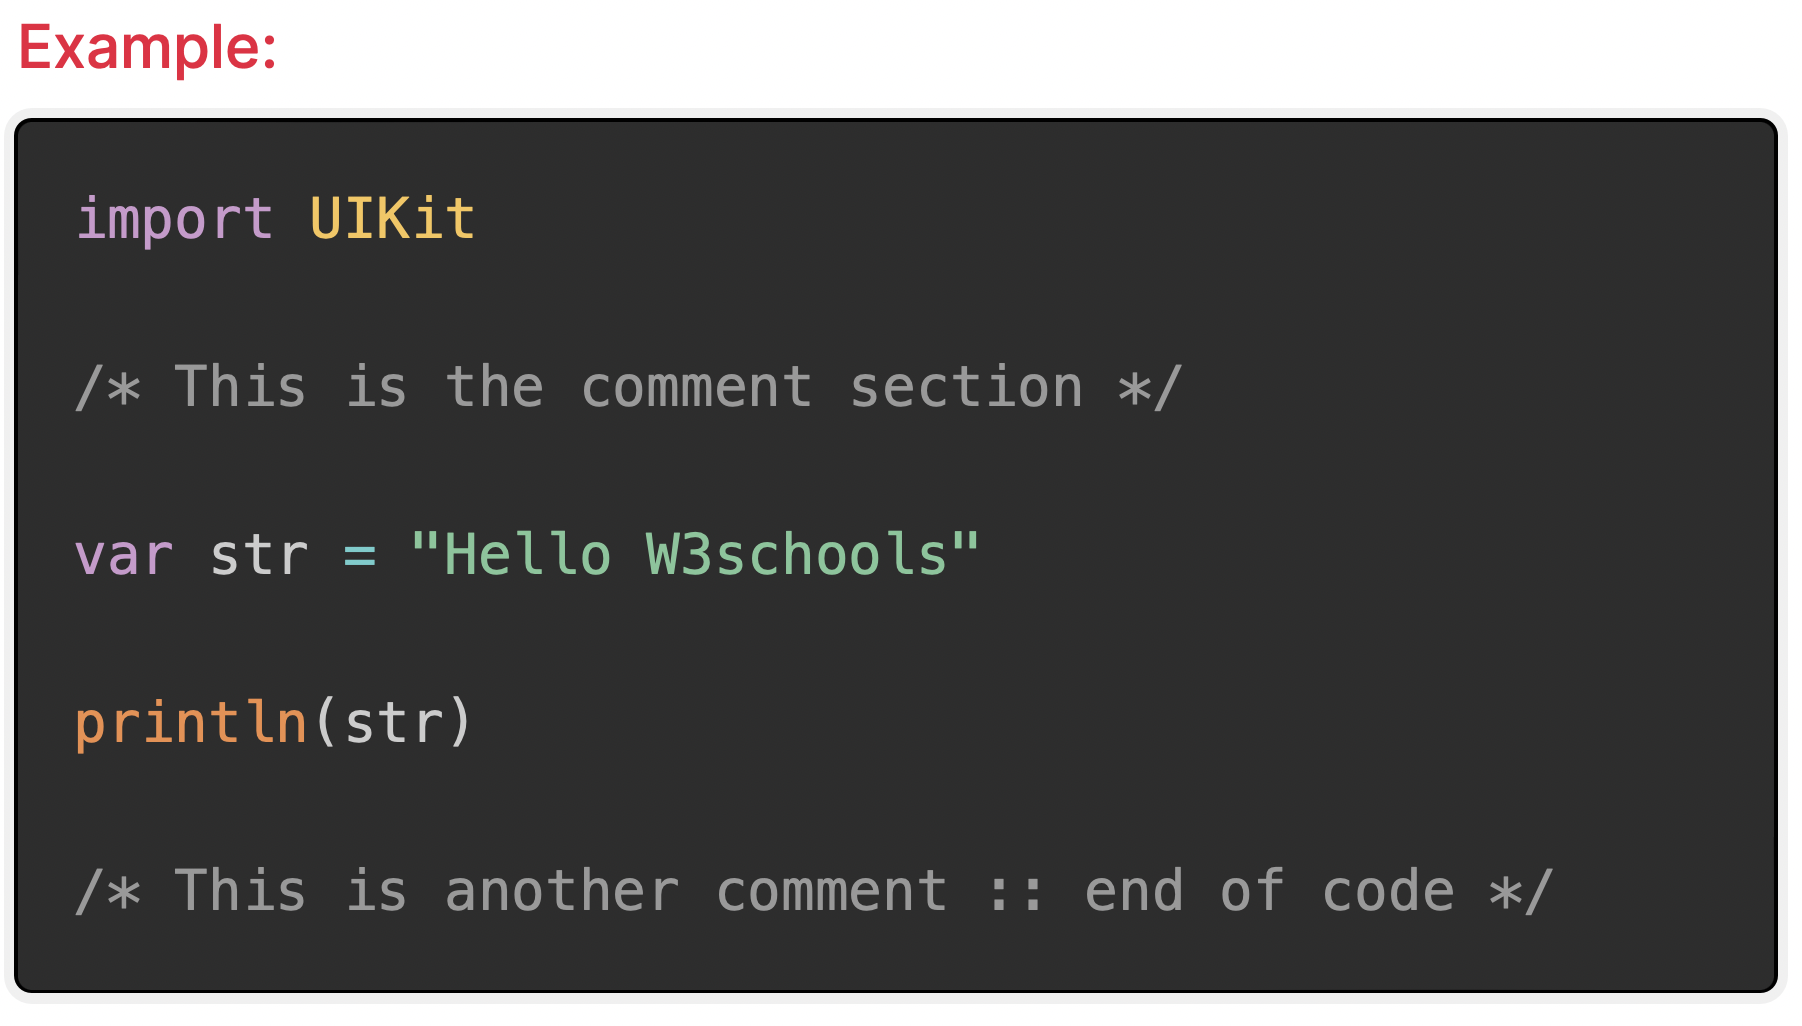 Example:
import UIKit
/* This is the comment section */
var str = "Hello W3schools"
println(str)
/* This is another comment :: end of code */